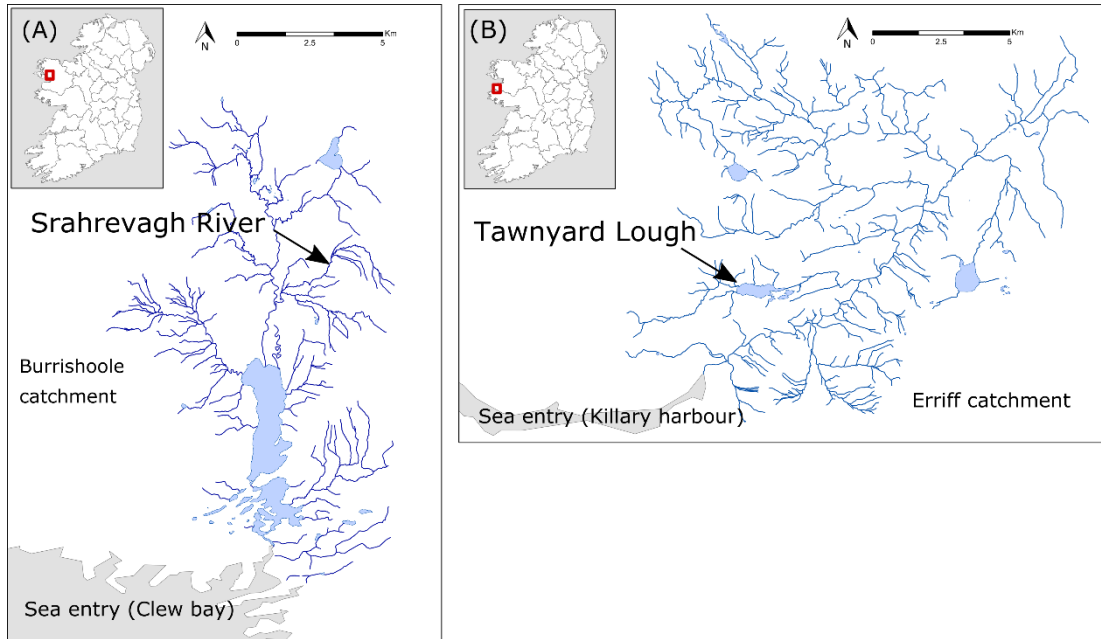 (A)
N
Km
0
2.5
5
Srahrevagh River
Burrishoole
catchment
Sea entry (Clew bay)
(B)
N
Km
0
2.5
5
Tawnyard Lough
Sea entry (Killary harbour)
Erriff catchment